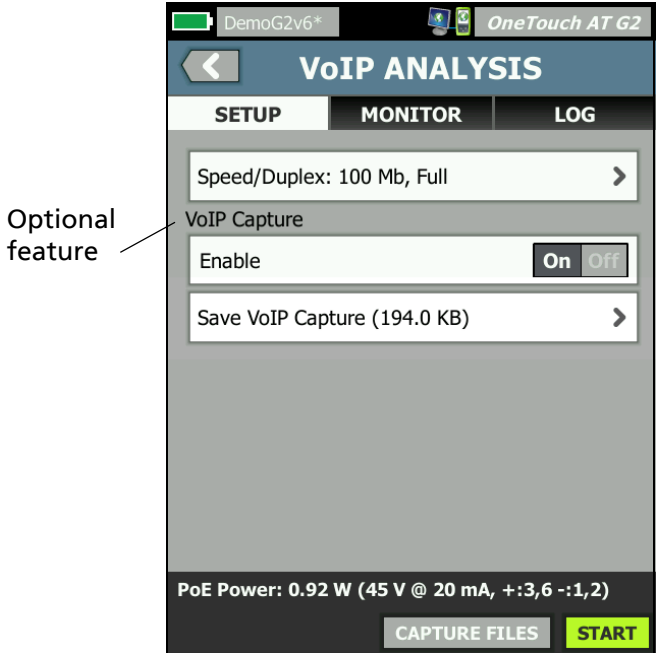 DemoG2v6*
OneTouch AT G2
VoIP ANALYSIS
SETUP
MONITOR
LOG
Speed/Duplex: 100 Mb, Full
Optional
feature
VoIP Capture
Enable
On Off
Save VoIP Capture (194.0 KB)
PoE Power: 0.92 W (45 V @ 20 mA, +:3,6 -:1,2)
CAPTURE FILES
START